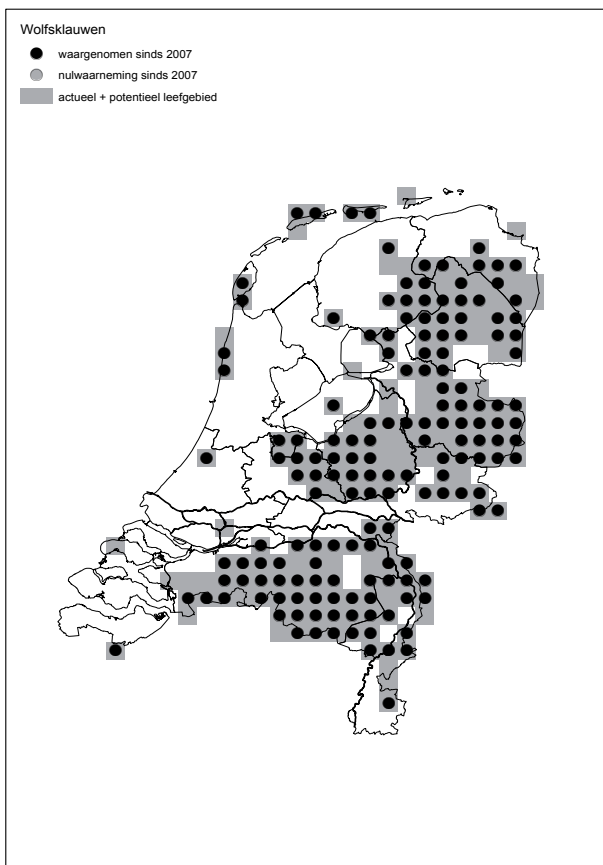 Wolfsklauwen
waargenomen sinds 2007
nulwaarneming sinds 2007
actueel + potentieel leefgebied